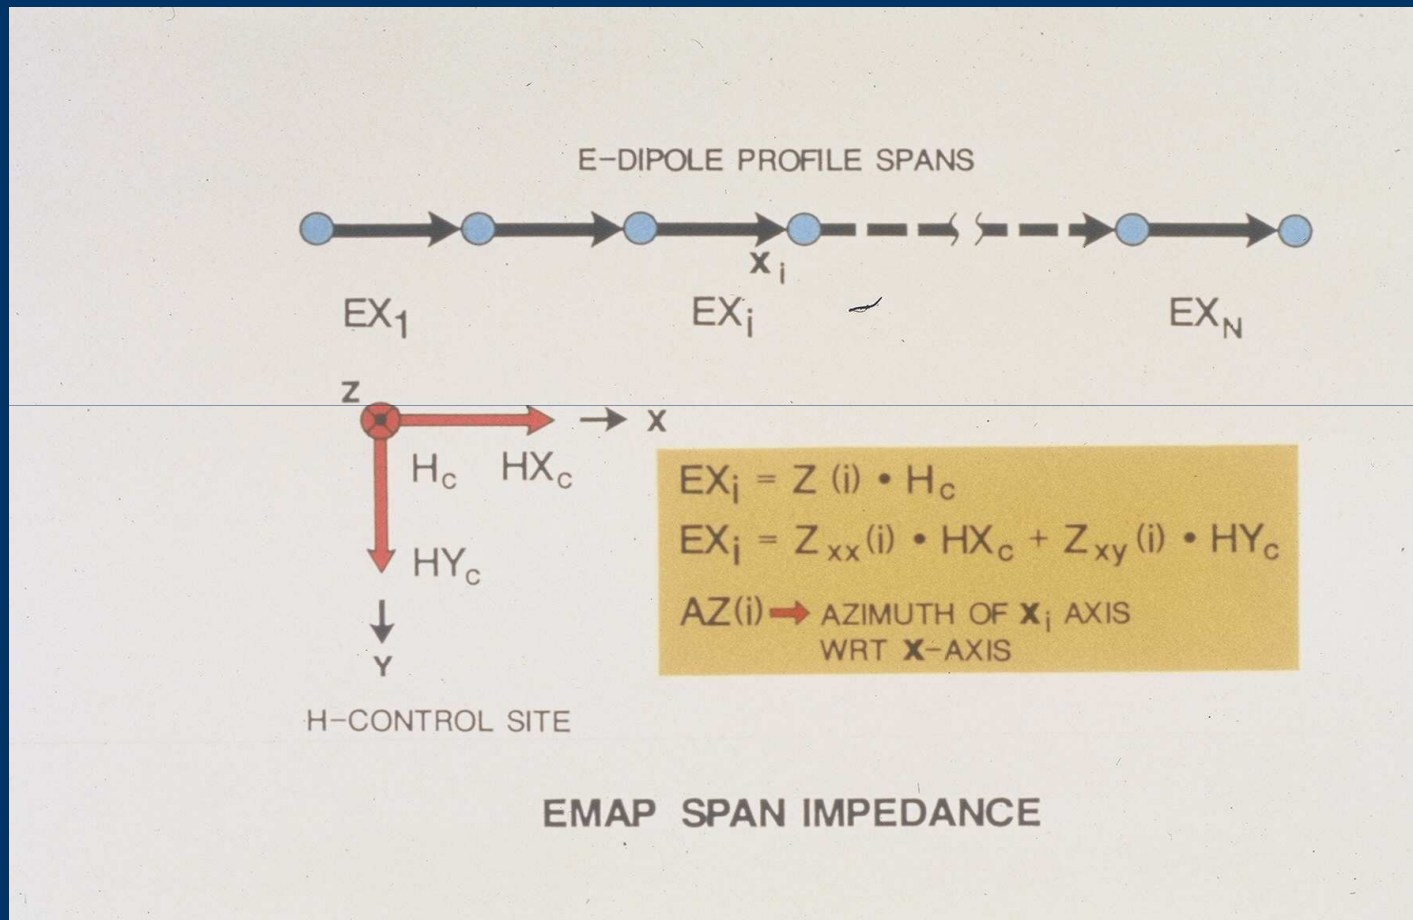 E-DIPOLE PROFILE SPANS
X i
EX1 EXi EXN
Z
X
Hc HXc
HYc
Y
H-CONTROL SITE
EXi = Z (i) • Hc
EXi = Zxx(i) • HXc + Zxy(i) • HYc
AZ(i) → AZIMUTH OF Xi AXIS
WRT X-AXIS
EMAP SPAN IMPEDANCE